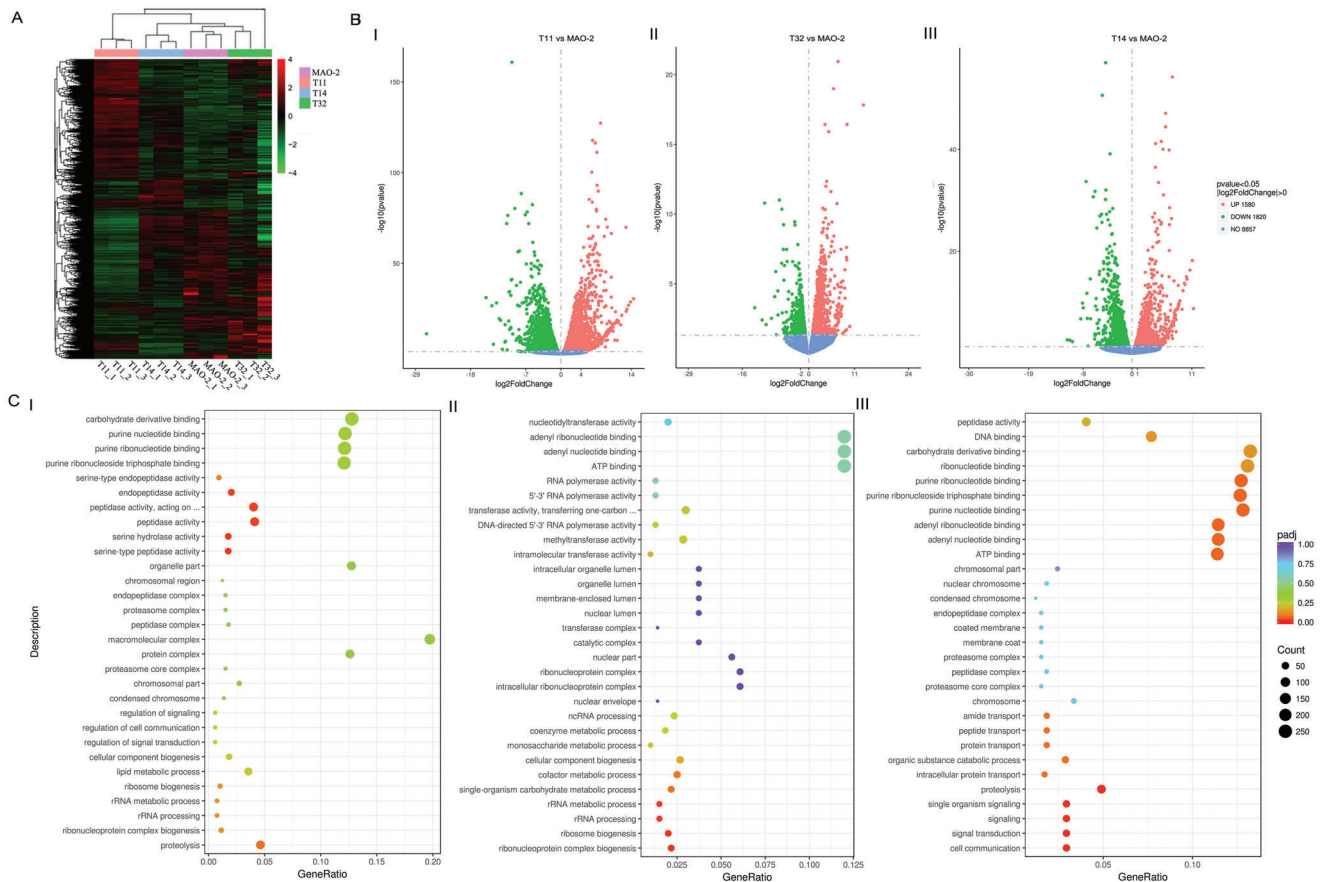 A
4
2
0
−2
−4
MAO-2
T11
T14
T32
T11_1
T11_2
T11_3
T14_1
T14_2
T14_3
MAO-2_1
MAO-2_2
MAO-2_3
T32_1
T32_2
T32_3
B
I
T11 vs MAO-2
-log10(pvalue)
150
100
50
-29
-14
-7
0
4
14
log2FoldChange
II
T32 vs MAO-2
-log10(pvalue)
20
15
10
5
-29
-16
-2
0
9
24
log2FoldChange
III
T14 vs MAO-2
-log10(pvalue)
40
20
-30
-20
-11
0 1
11
log2FoldChange
pvalue<0.05
|log2FoldChange|>0
UP 1580
DOWN 1820
NO 8857
C
I
Description
carbohydrate derivative binding
purine nucleotide binding
purine ribonucleotide binding
purine ribonucleoside triphosphate binding
serine-type endopeptidase activity
endopeptidase activity
peptidase activity, acting on ...
peptidase activity
serine hydrolase activity
serine-type peptidase activity
organelle part
chromosomal region
endopeptidase complex
proteasome complex
peptidase complex
macromolecular complex
protein complex
proteasome core complex
chromosomal part
condensed chromosome
regulation of signaling
regulation of cell communication
regulation of signal transduction
cellular component biogenesis
lipid metabolic process
ribosome biogenesis
rRNA metabolic process
rRNA processing
ribonucleoprotein complex biogenesis
proteolysis
0.00
0.05
0.10
0.15
0.20
GeneRatio
II
nucleotidyltransferase activity
adenyl ribonucleotide binding
adenyl nucleotide binding
ATP binding
RNA polymerase activity
5'-3' RNA polymerase activity
transferase activity, transferring one-carbon ...
DNA-directed 5'-3' RNA polymerase activity
methyltransferase activity
intramolecular transferase activity
intracellular organelle lumen
organelle lumen
membrane-enclosed lumen
nuclear lumen
transferase complex
catalytic complex
nuclear part
ribonucleoprotein complex
intracellular ribonucleoprotein complex
nuclear envelope
ncRNA processing
coenzyme metabolic process
monosaccharide metabolic process
cellular component biogenesis
cofactor metabolic process
single-organism carbohydrate metabolic process
rRNA metabolic process
rRNA processing
ribosome biogenesis
ribonucleoprotein complex biogenesis
0.025
0.050
0.075
0.100
0.125
GeneRatio
III
peptidase activity
DNA binding
carbohydrate derivative binding
ribonucleotide binding
purine ribonucleotide binding
purine ribonucleoside triphosphate binding
purine nucleotide binding
adenyl ribonucleotide binding
adenyl nucleotide binding
ATP binding
chromosomal part
nuclear chromosome
condensed chromosome
endopeptidase complex
coated membrane
membrane coat
proteasome complex
peptidase complex
proteasome core complex
chromosome
amide transport
peptide transport
protein transport
organic substance catabolic process
intracellular protein transport
proteolysis
single organism signaling
signaling
signal transduction
cell communication
0.05
0.10
GeneRatio
padj
1.00
0.75
0.50
0.25
0.00
Count
50
100
150
200
250